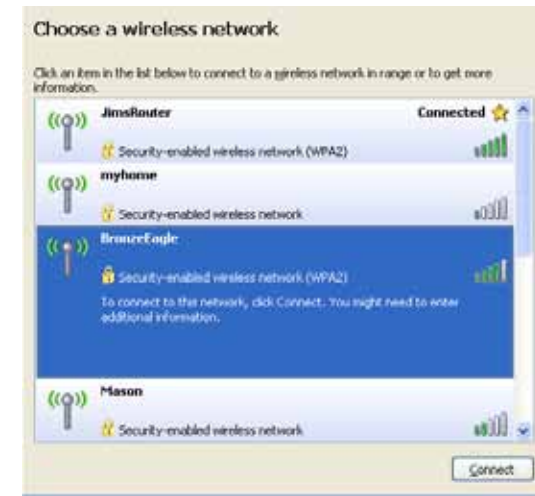 Choose a wireless network
Click an item in the list below to connect to a wireless network in range or to get more
information.
JimsRouter Connected
Security-enabled wireless network (WPA2)
myhome
Security-enabled wireless network
BronzeEagle
Security-enabled wireless network (WPA2)
To connect to this network, click Connect. You might need to enter
additional information.
Mason
Security-enabled wireless network
Connect